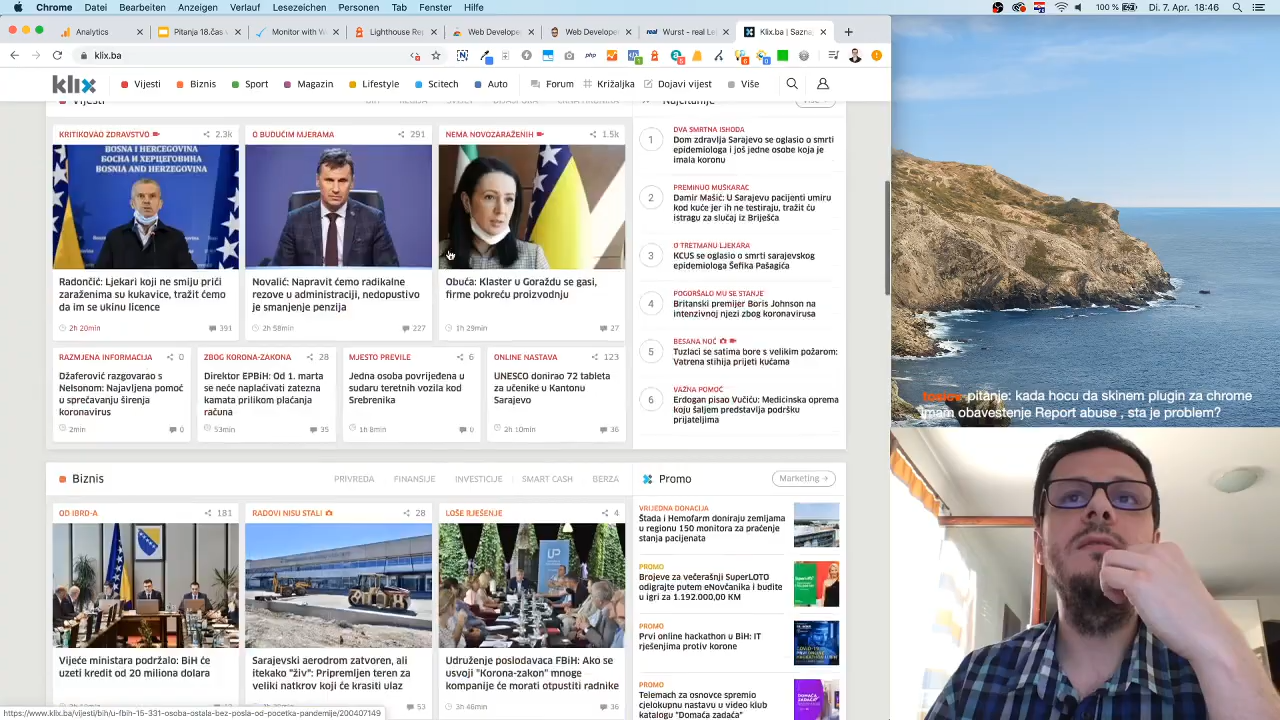 Chrome Datei Bearbeiten Anzeigen Verlauf Lesezeichen Personen Tab Fenster Hilfe
100 % Di. 7. Apr. 18:46
Analytics
Pitanja 18.čas
Monitor with W
Lighthouse Re
Web Develope
Web Develope
Wurst - real Le
Klix.ba | Sazna
klix.ba
klix Vijesti Biznis Sport Magazin Lifestyle Scitech Auto Forum Križaljka Dojavi vijest Više
Vijesti
Najčitanije
KRITIKOVAO ZDRAVSTVO 2.3k
BOSNA I HERCEGOVINA
БОСНА И ХЕРЦЕГОВИНА
BOSNIA AND HERZEGOVINA
Radončić: Ljekari koji ne smiju prići
zaraženima su kukavice, tražit ćemo
da im se ukinu licence
2h 20min 391
O BUDUĆIM MJERAMA 291
Novalić: Napravit ćemo radikalne
rezove u administraciji, nedopustivo
je smanjenje penzija
2h 58min 227
NEMA NOVOZARAŽENIH 1.5k
Obuća: Klaster u Goraždu se gasi,
firme pokreću proizvodnju
1h 29min 27
1
DVA SMRTNA ISHODA
Dom zdravlja Sarajevo se oglasio o smrti
epidemiologa i još jedne osobe koja je
imala koronu
2
PREMINUO MUŠKARAC
Damir Mašić: U Sarajevu pacijenti umiru
kod kuće jer ih ne testiraju, tražit ću
istragu za slučaj iz Briješća
3
O TRETMANU LJEKARA
KCUS se oglasio o smrti sarajevskog
epidemiologa Šefika Pašagića
4
POGORŠALO MU SE STANJE
Britanski premijer Boris Johnson na
intenzivnoj njezi zbog koronavirusa
5
BESANA NOĆ
Tuzlaci se satima bore s velikim požarom:
Vatrena stihija prijeti kućama
6
VAŽNA POMOĆ
Erdogan pisao Vučiću: Medicinska oprema
koju šaljem predstavlja podršku
prijateljima
RAZMJENA INFORMACIJA 0
Džaferović razgovarao s
Nelsonom: Najavljena pomoć
u sprečavanju širenja
koronavirus
2min 0
ZBOG KORONA-ZAKONA 28
Direktor EPBiH: Od 1. marta
se neće naplaćivati zatezna
kamata prilikom plaćanja
računa
53min 35
MJESTO PREVILE 6
Jedna osoba povrijeđena u
sudaru teretnih vozila kod
Srebrenika
1h 8min 0
ONLINE NASTAVA 123
UNESCO donirao 72 tableta
za učenike u Kantonu
Sarajevo
2h 10min 36
Biznis PRIVREDA FINANSIJE INVESTICIJE SMART CASH BERZA
Promo Marketing
OD IBRD-A 181
Vijeće ministara podržalo: BiH će
uzeti kredit od 20 miliona dolara
RADOVI NISU STALI 28
Sarajevski aerodrom zatvoren, ali
itekako "živ": Pripremljen teren za
veliki natkrov koji će krasiti ulaz
53
LOŠE RJEŠENJE 4
UP
Udruženje poslodavaca FBiH: Ako se
usvoji "Korona-zakon" mnoge
kompanije će morati otpustiti radnike
3h 46min 36
VRIJEDNA DONACIJA
Štada i Hemofarm doniraju zemljama
u regionu 150 monitora za praćenje
stanja pacijenata
PROMO
Brojeve za večerašnji SuperLOTO
odigrajte putem eNovčanika i budite
u igri za 1.192.000,00 KM
PROMO
Prvi online hackathon u BiH: IT
rješenjima protiv korone
PROMO
Telemach za osnovce spremio
cjelokupnu nastavu u video klub
katalogu "Domaća zadaća"
https://www.klix.ba/vijesti/bih/u-fbih-15-331-osoba-ostala-bez-posla-od-pocetka-pandemije/200407149
pitanje: kada hocu da skinem plugin za chrome
imam obavestenje Report abuse , sta je problem?